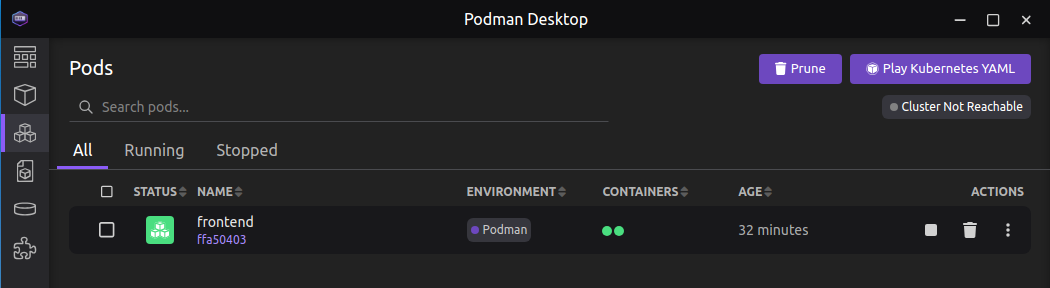 Podman Desktop
Pods
Prune
Play Kubernetes YAML
Search pods...
Cluster Not Reachable
All Running Stopped
STATUS NAME ENVIRONMENT CONTAINERS AGE ACTIONS
frontend
ffa50403
Podman
32 minutes